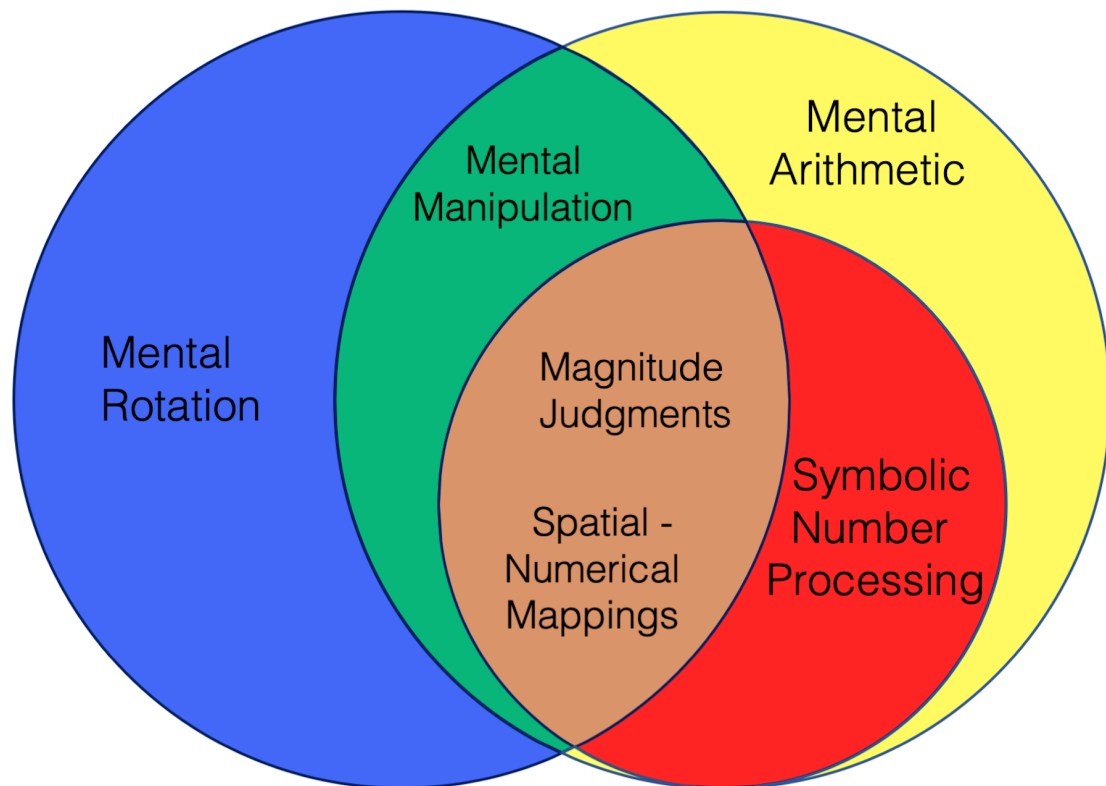 Mental
Arithmetic
Mental
Manipulation
Mental
Rotation
Magnitude
Judgments
Symbolic
Number
Processing
Spatial -
Numerical
Mappings